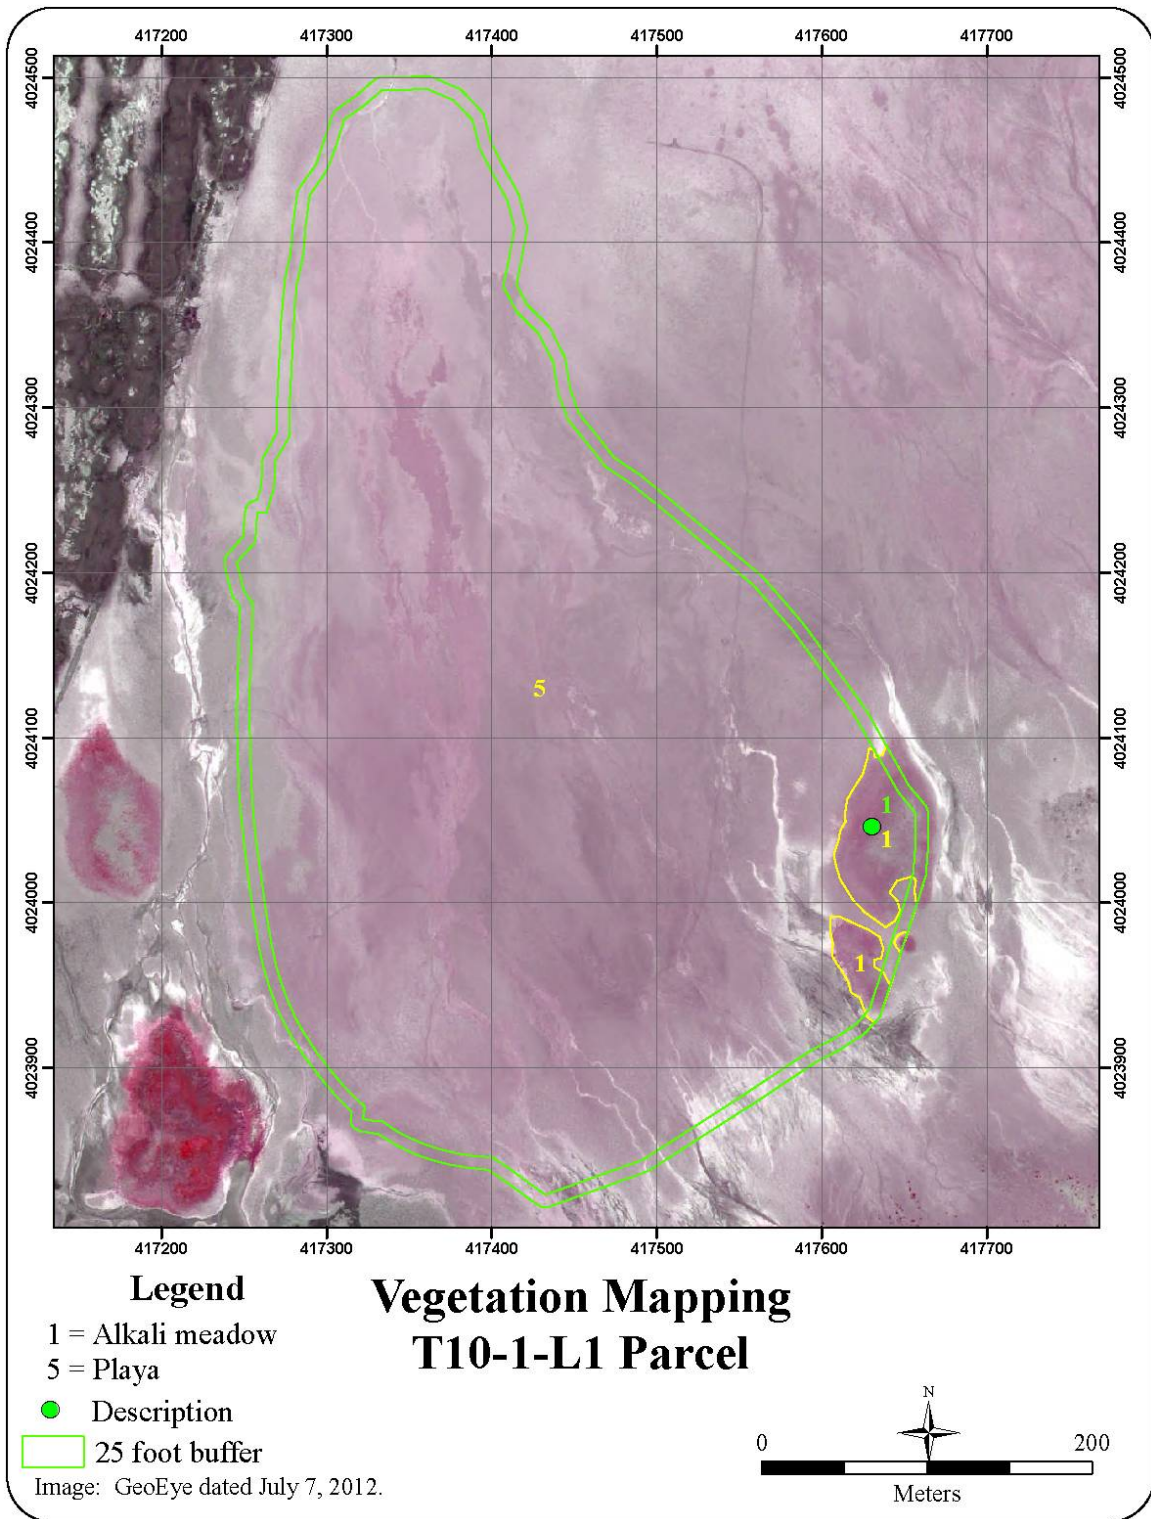 417200 417300 417400 417500 417600 417700
4024500 4024500
4024400 4024400
4024300 4024300
4024200 4024200
5
4024100 4024100
1
1
4024000 4024000
1
4023900 4023900
417200 417300 417400 417500 417600 417700
Legend
1 = Alkali meadow
5 = Playa
Description
25 foot buffer
Image: GeoEye dated July 7, 2012.
Vegetation Mapping
T10-1-L1 Parcel
N
0 200
Meters